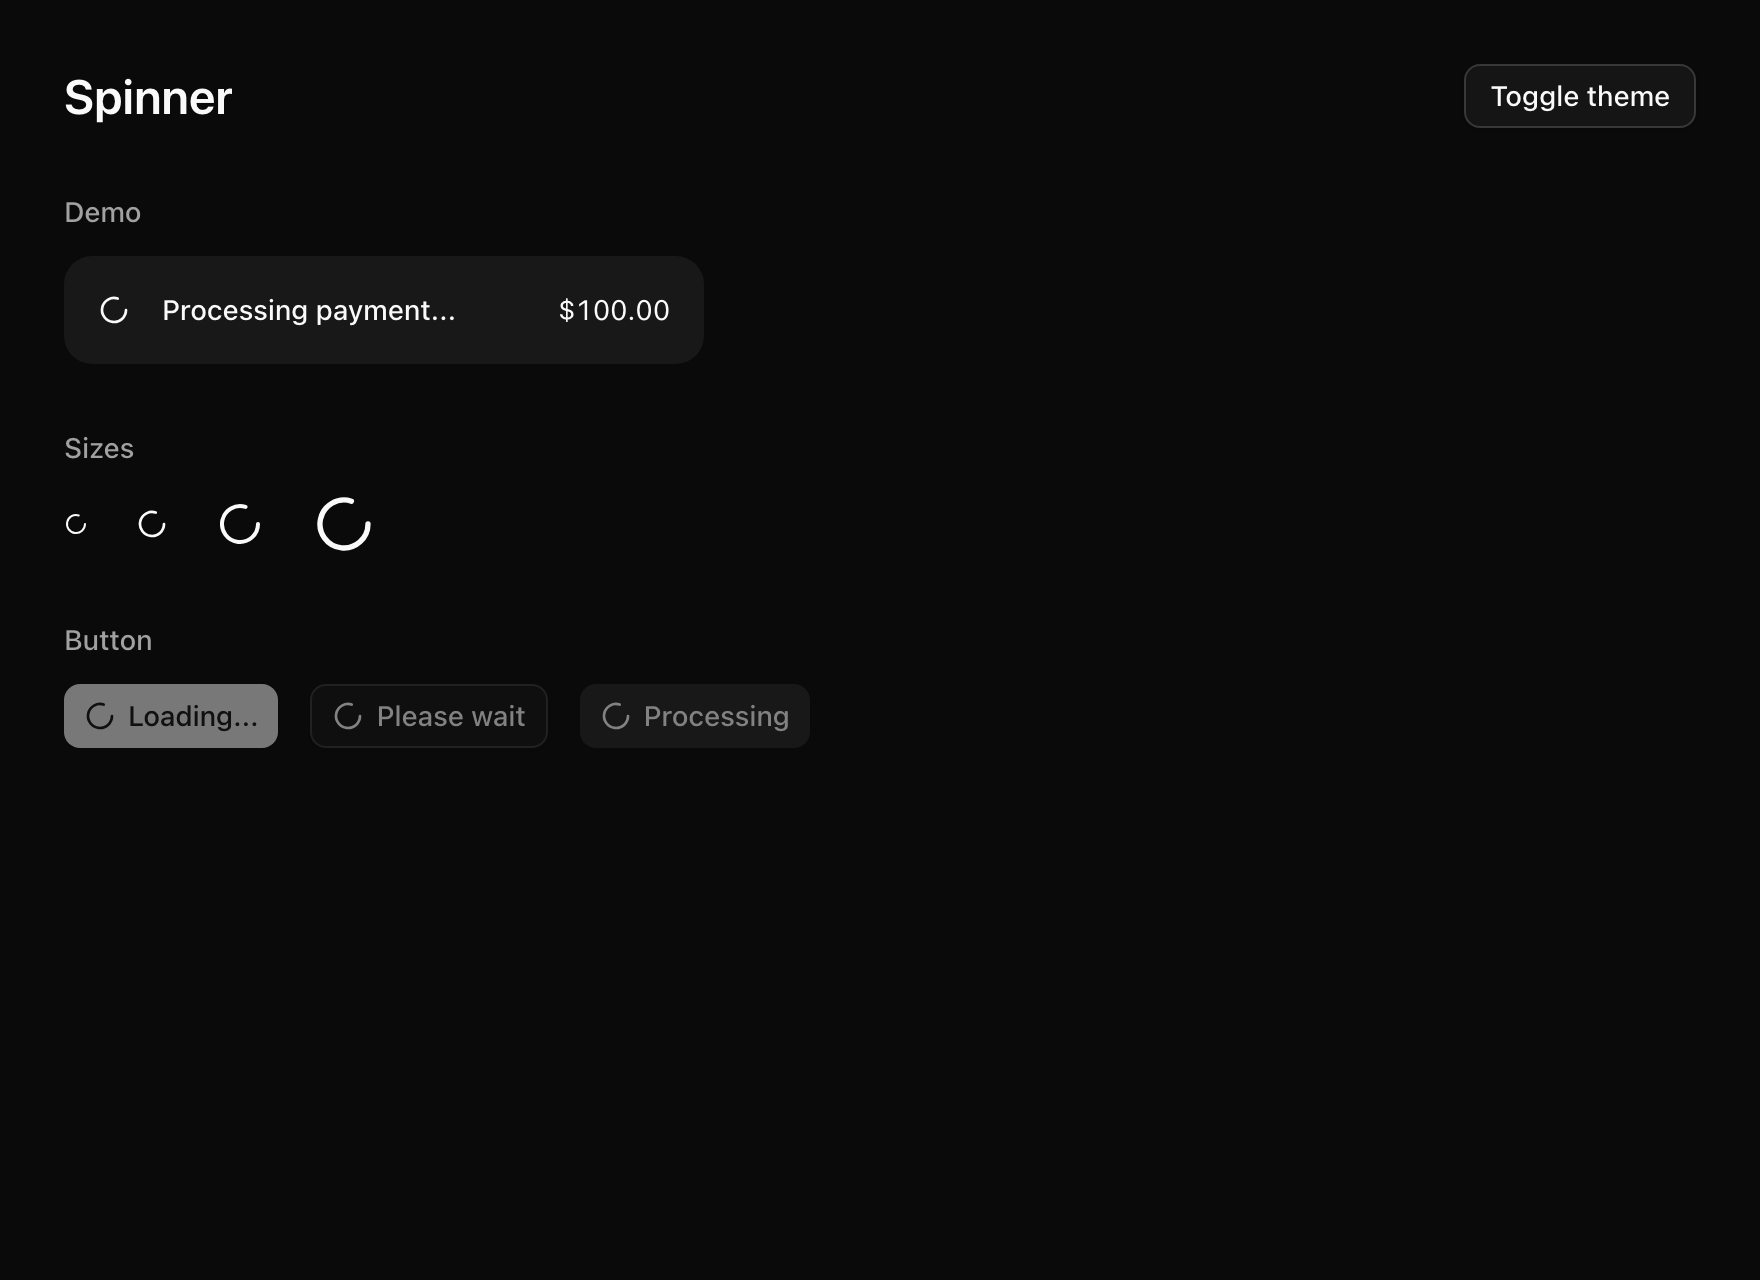 Spinner
Toggle theme
Demo
Processing payment... $100.00
Sizes
Button
Loading... Please wait Processing